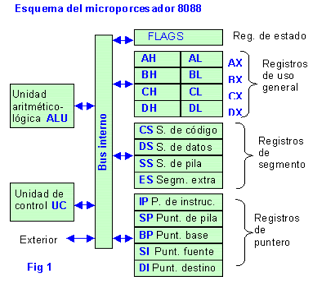 Esquema del microporcesador 8088
FLAGS
Reg. de estado
AH AL AX
BH BL BX
CH CL CX
DH DL DX
Registros
de uso
general
Unidad
aritmético-
lógica ALU
Bus interno
CS S. de código
DS S. de datos
SS S. de pila
ES Segm. extra
Registros
de
segmento
Unidad de
control UC
Exterior
IP P. de instruc.
SP Punt. de pila
BP Punt. base
SI Punt. fuente
DI Punt. destino
Registros
de
puntero
Fig 1